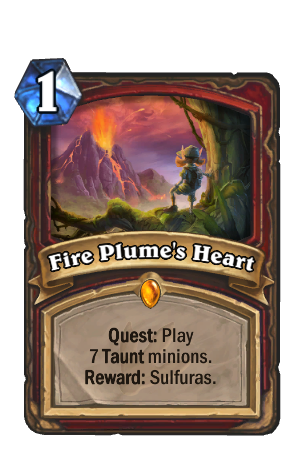 1
Fire Plume's Heart
Quest: Play
7 Taunt minions.
Reward: Sulfuras.